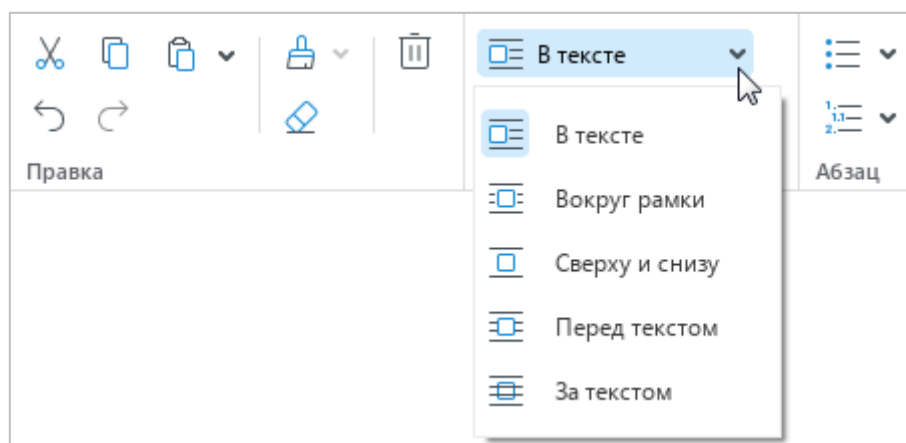 В тексте
Правка
Абзац
В тексте
Вокруг рамки
Сверху и снизу
Перед текстом
За текстом